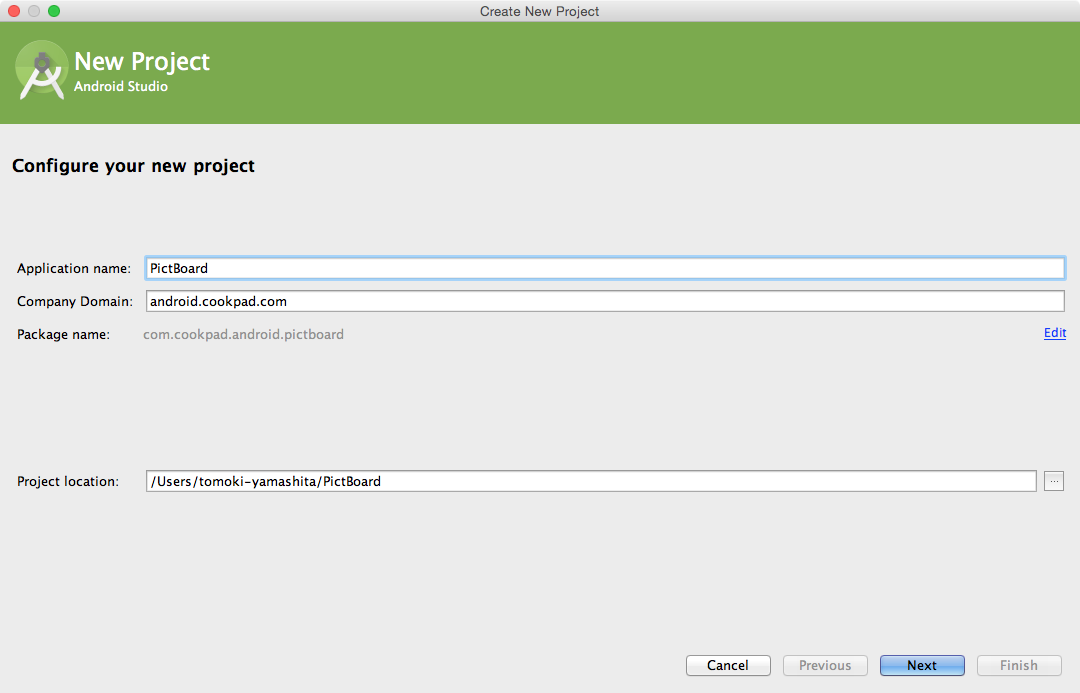 Create New Project
New Project
Android Studio
Configure your new project
Application name: PictBoard
Company Domain: android.cookpad.com
Package name: com.cookpad.android.pictboard Edit
Project location: /Users/tomoki-yamashita/PictBoard ...
Cancel Previous Next Finish